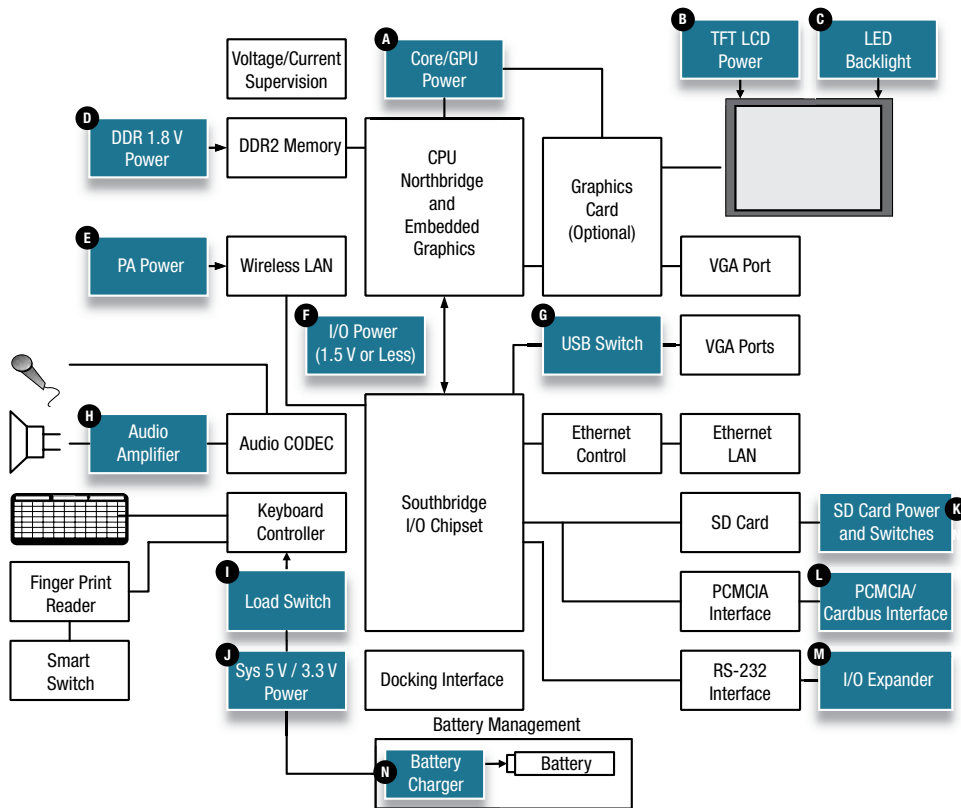 A
Core/GPU
Power
B
TFT LCD
Power
C
LED
Backlight
Voltage/Current
Supervision
D
DDR 1.8 V
Power
DDR2 Memory
CPU
Northbridge
and
Embedded
Graphics
Graphics
Card
(Optional)
E
PA Power
Wireless LAN
VGA Port
F
I/O Power
(1.5 V or Less)
G
USB Switch
VGA Ports
H
Audio
Amplifier
Audio CODEC
Ethernet
Control
Ethernet
LAN
Southbridge
I/O Chipset
Keyboard
Controller
SD Card
K
SD Card Power
and Switches
N
Finger Print
Reader
I
Load Switch
PCMCIA
Interface
L
PCMCIA/
Cardbus Interface
Smart
Switch
J
Sys 5 V / 3.3 V
Power
Docking Interface
RS-232
Interface
M
I/O Expander
Battery Management
N
Battery
Charger
Battery